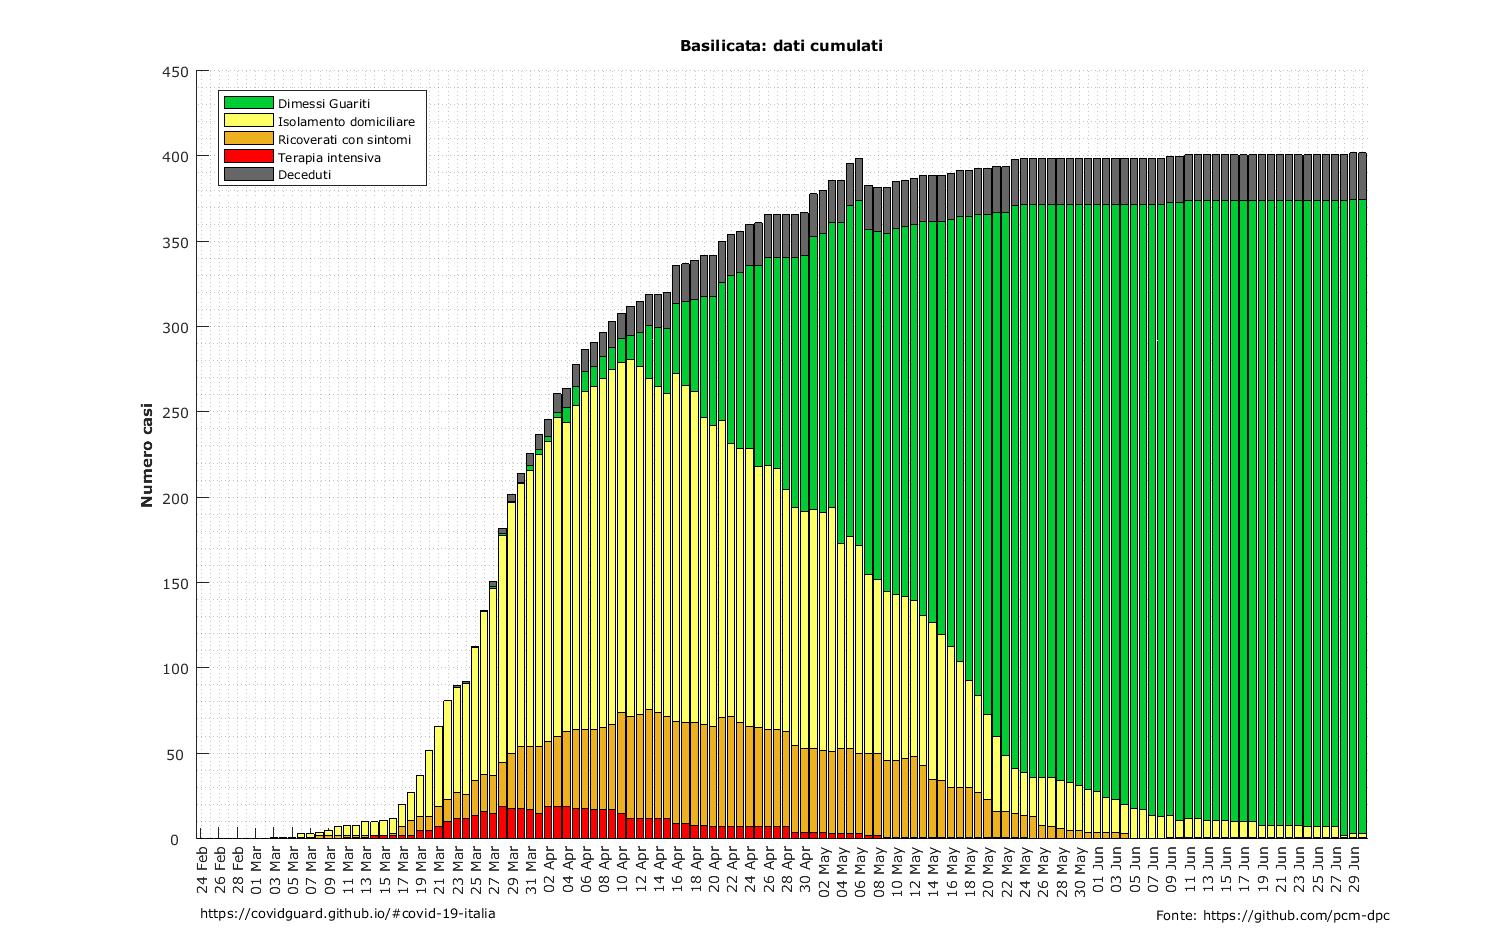 Basilicata: dati cumulati
Numero casi
450
400
350
300
250
200
150
100
50
0
Dimessi Guariti
Isolamento domiciliare
Ricoverati con sintomi
Terapia intensiva
Deceduti
24 Feb
26 Feb
28 Feb
01 Mar
03 Mar
05 Mar
07 Mar
09 Mar
11 Mar
13 Mar
15 Mar
17 Mar
19 Mar
21 Mar
23 Mar
25 Mar
27 Mar
29 Mar
31 Mar
02 Apr
04 Apr
06 Apr
08 Apr
10 Apr
12 Apr
14 Apr
16 Apr
18 Apr
20 Apr
22 Apr
24 Apr
26 Apr
28 Apr
30 Apr
02 May
04 May
06 May
08 May
10 May
12 May
14 May
16 May
18 May
20 May
22 May
24 May
26 May
28 May
30 May
01 Jun
03 Jun
05 Jun
07 Jun
09 Jun
11 Jun
13 Jun
15 Jun
17 Jun
19 Jun
21 Jun
23 Jun
25 Jun
27 Jun
29 Jun
https://covidguard.github.io/#covid-19-italia
Fonte: https://github.com/pcm-dpc